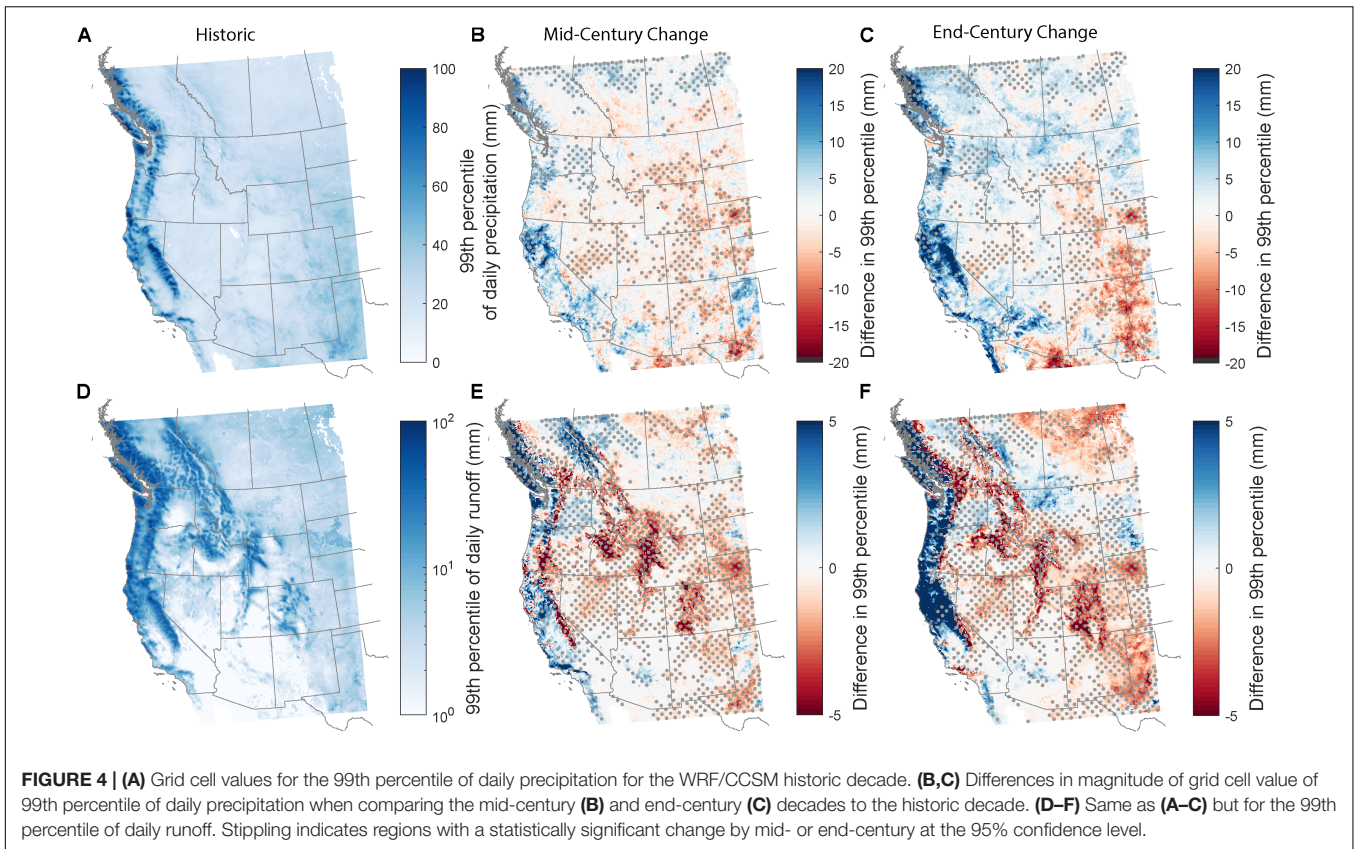 A Historic
B Mid-Century Change
C End-Century Change
100
80
60
40
20
0
99th percentile
of daily precipitation (mm)
20
15
10
5
0
-5
-10
-15
-20
Difference in 99th percentile (mm)
20
15
10
5
0
-5
-10
-15
-20
Difference in 99th percentile (mm)
D
E
F
10²
10¹
10⁰
99th percentile of daily runoff (mm)
5
0
-5
Difference in 99th percentile (mm)
5
0
-5
Difference in 99th percentile (mm)
FIGURE 4 | (A) Grid cell values for the 99th percentile of daily precipitation for the WRF/CCSM historic decade. (B,C) Differences in magnitude of grid cell value of
99th percentile of daily precipitation when comparing the mid-century (B) and end-century (C) decades to the historic decade. (D–F) Same as (A–C) but for the 99th
percentile of daily runoff. Stippling indicates regions with a statistically significant change by mid- or end-century at the 95% confidence level.